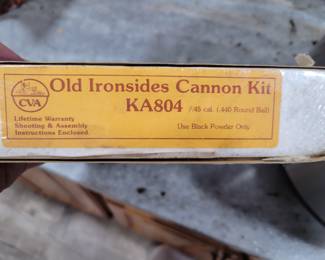 Old Ironsides Cannon Kit
CVA
KA804 /45 cal. (.440 Round Ball)
Lifetime Warranty
Shooting & Assembly
Instructions Enclosed
Use Black Powder Only